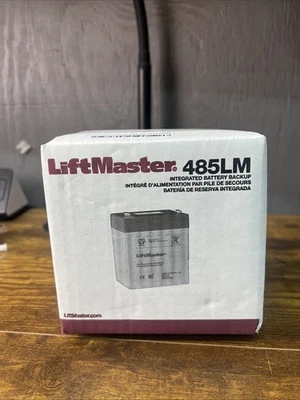 LiftMaster® 485LM
INTEGRATED BATTERY BACKUP
INTÉGRÉ D'ALIMENTATION PAR PILE DE SECOURS
BATERÍA DE RESERVA INTEGRADA
LiftMaster
LiftMaster.com